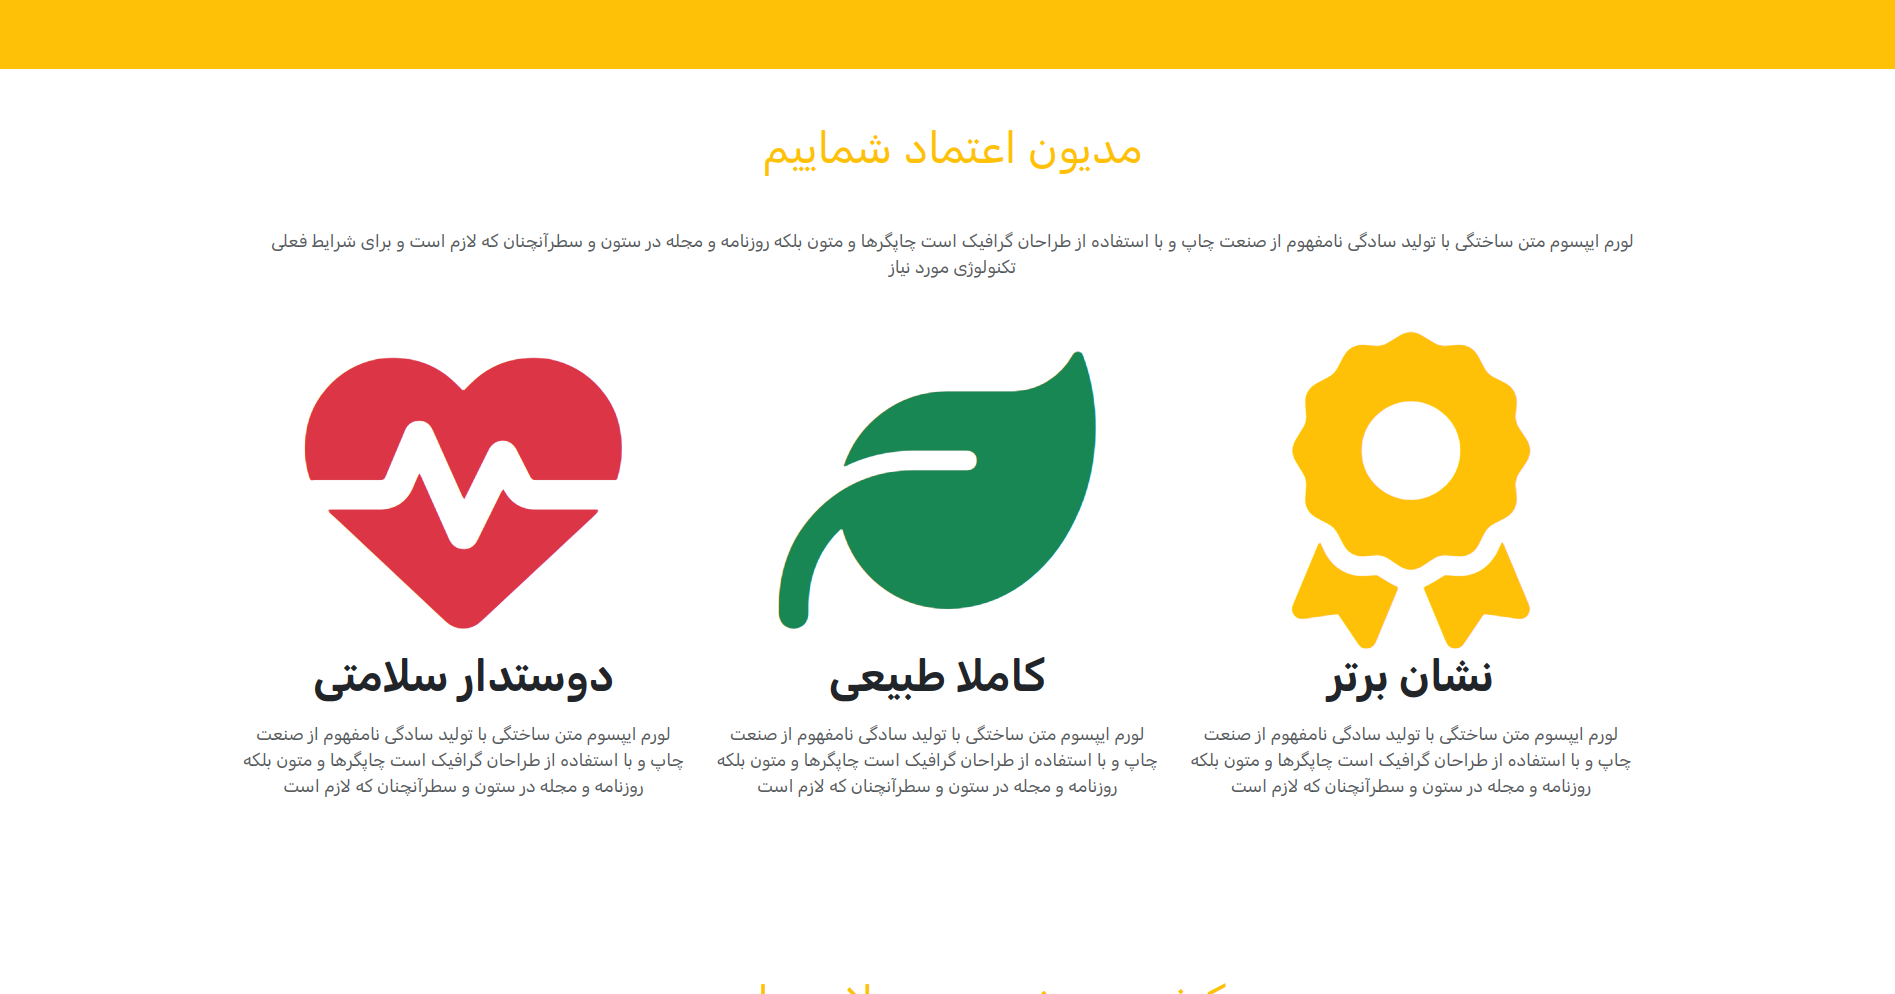 مدیون اعتماد شماییم
لورم ایپسوم متن ساختگی با تولید سادگی نامفهوم از صنعت چاپ و با استفاده از طراحان گرافیک است چاپگرها و متون بلکه روزنامه و مجله در ستون و سطرآنچنان که لازم است و برای شرایط فعلی
تکنولوژی مورد نیاز
نشان برتر
لورم ایپسوم متن ساختگی با تولید سادگی نامفهوم از صنعت
چاپ و با استفاده از طراحان گرافیک است چاپگرها و متون بلکه
روزنامه و مجله در ستون و سطرآنچنان که لازم است
کاملا طبیعی
لورم ایپسوم متن ساختگی با تولید سادگی نامفهوم از صنعت
چاپ و با استفاده از طراحان گرافیک است چاپگرها و متون بلکه
روزنامه و مجله در ستون و سطرآنچنان که لازم است
دوستدار سلامتی
لورم ایپسوم متن ساختگی با تولید سادگی نامفهوم از صنعت
چاپ و با استفاده از طراحان گرافیک است چاپگرها و متون بلکه
روزنامه و مجله در ستون و سطرآنچنان که لازم است